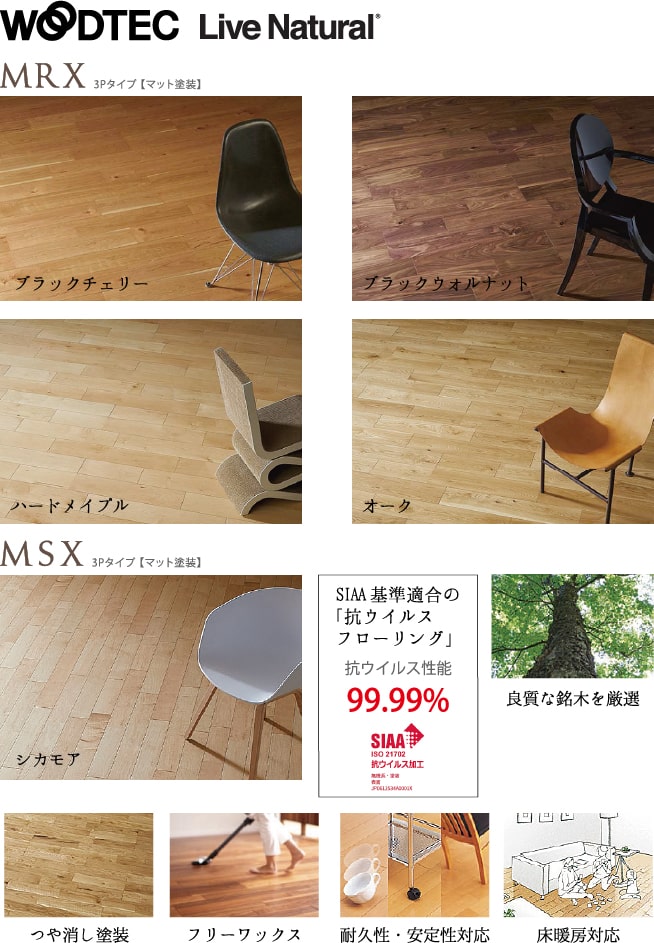 WOODTEC Live Natural®
MRX 3Pタイプ【マット塗装】
ブラックチェリー
ブラックウォルナット
ハードメイプル
オーク
MSX 3Pタイプ【マット塗装】
シカモア
SIAA 基準適合の
「抗ウイルス
フローリング」
抗ウイルス性能
99.99%
SIAA
ISO 21702
抗ウイルス加工
良質な銘木を厳選
つや消し塗装
フリーワックス
耐久性・安定性対応
床暖房対応